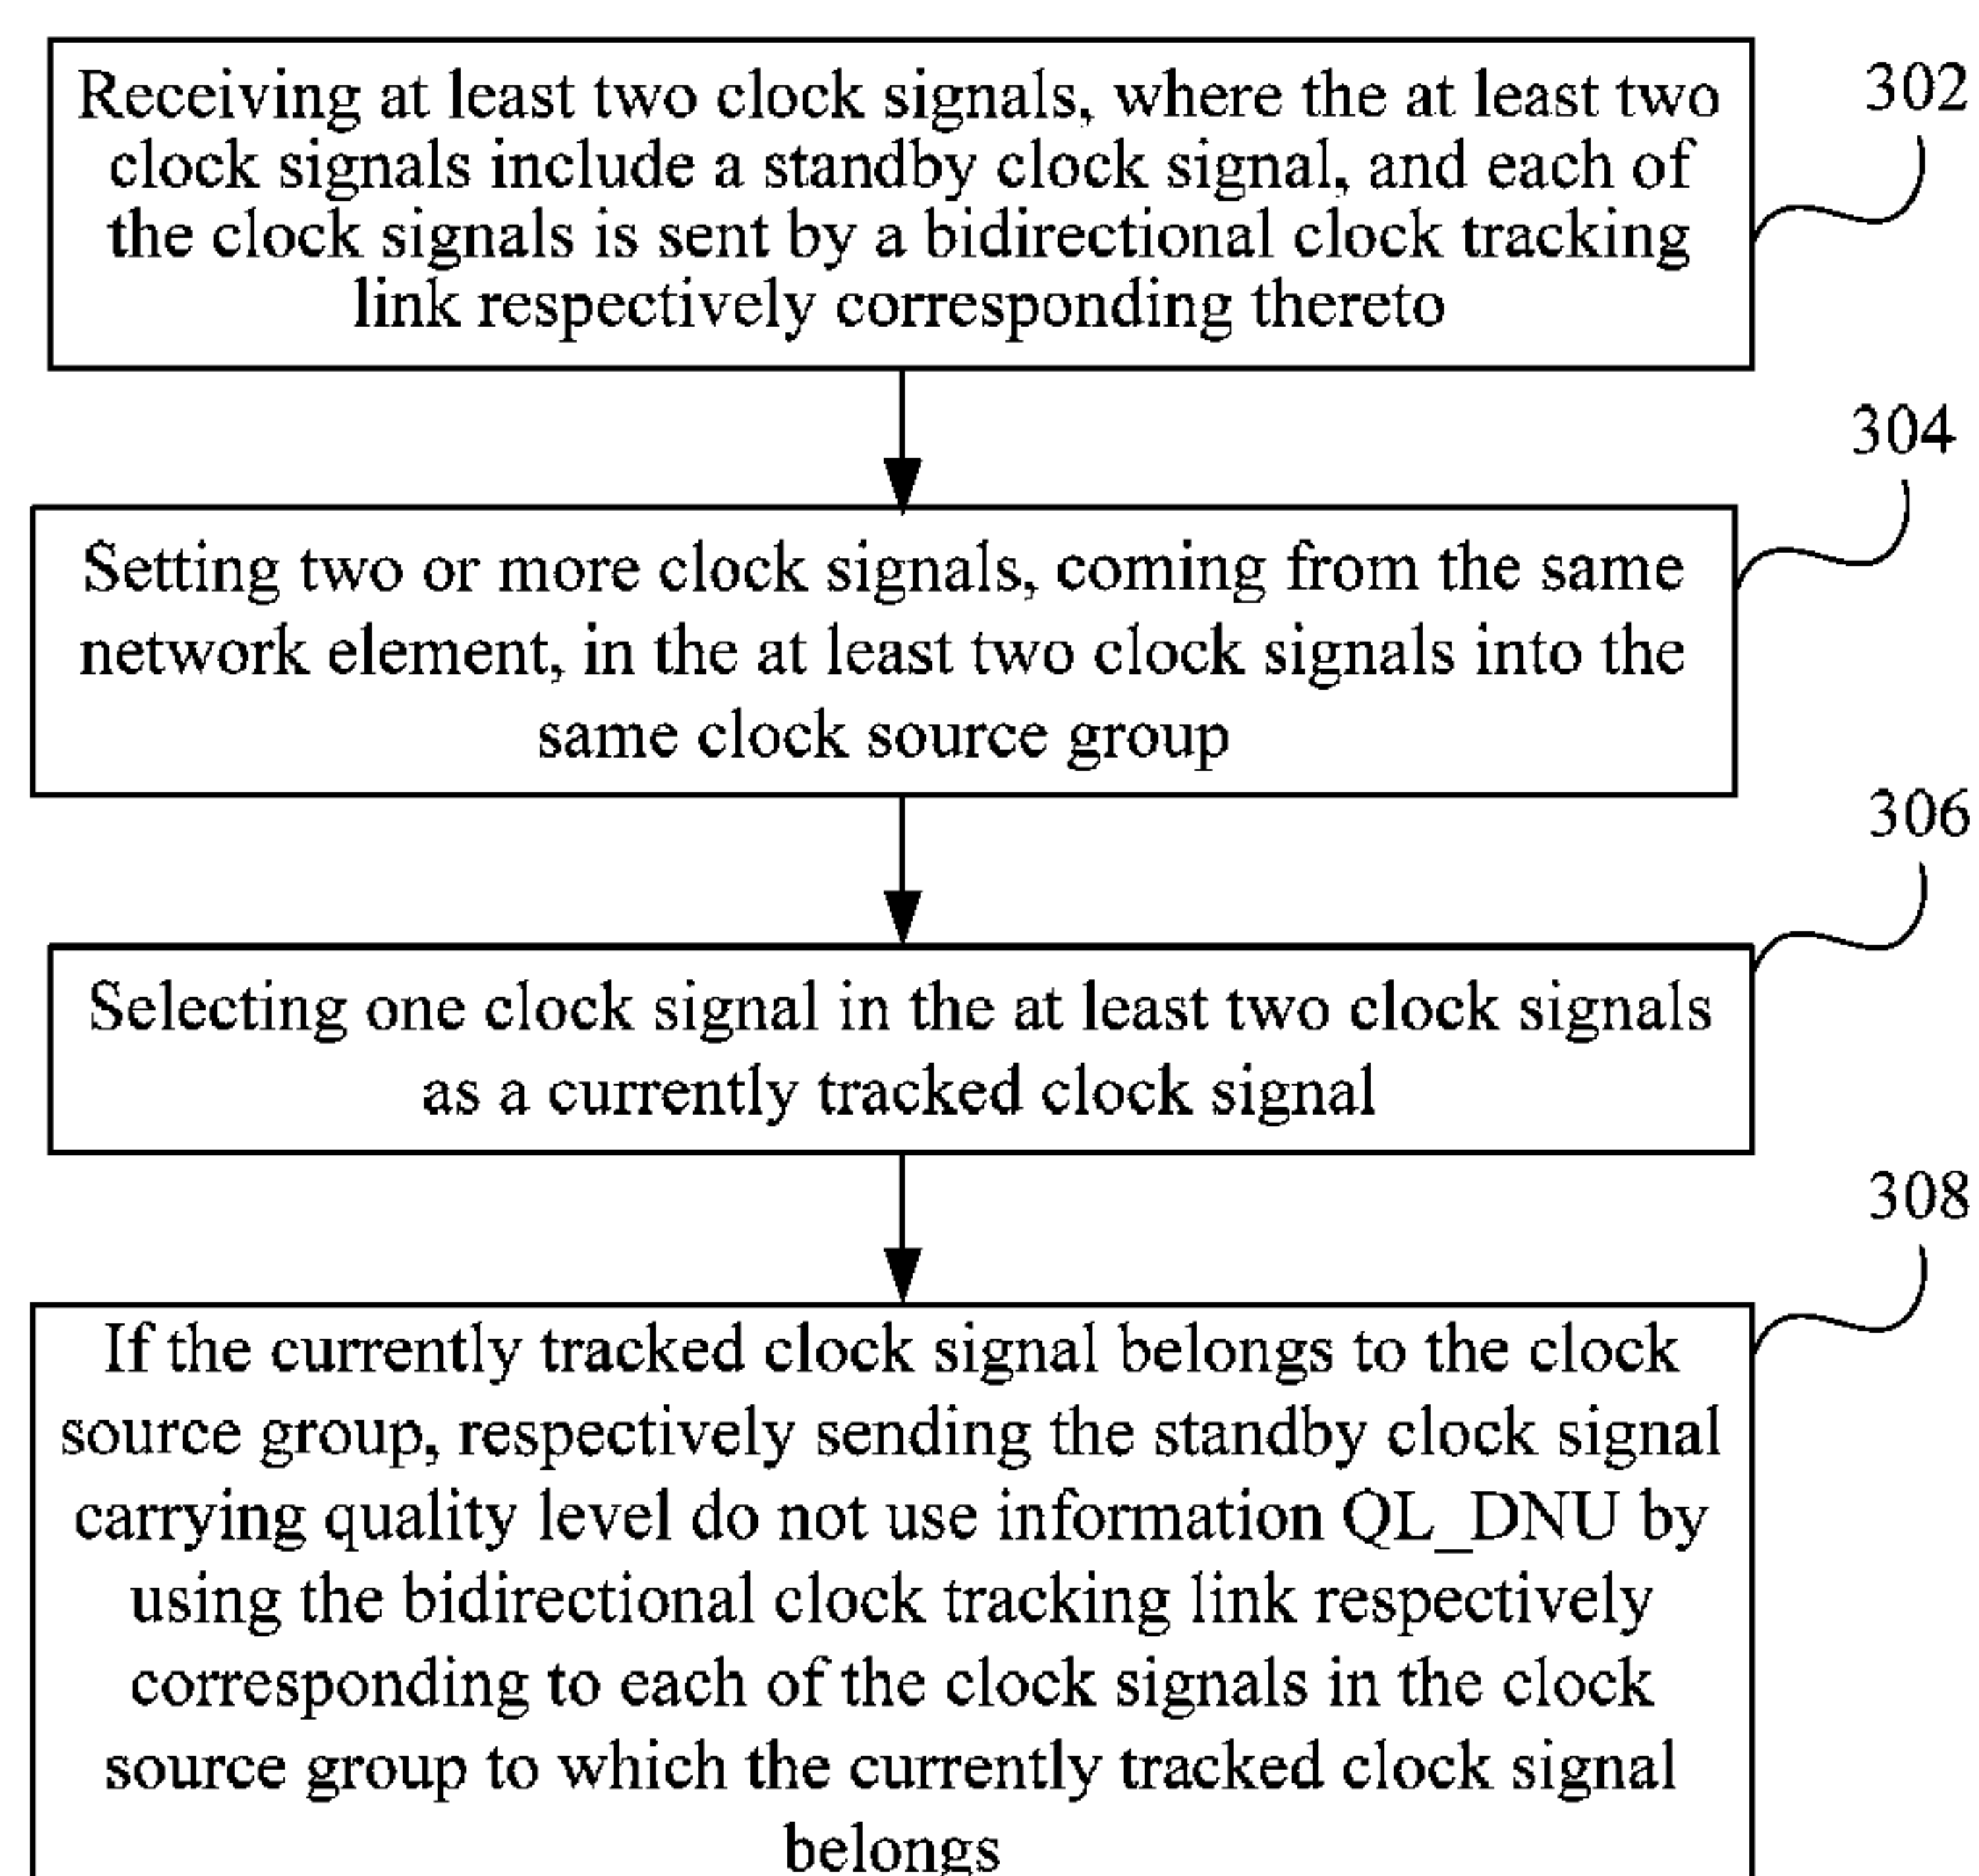 Receiving at least two clock signals, where the at least two
clock signals include a standby clock signal, and each of
the clock signals is sent by a bidirectional clock tracking
link respectively corresponding thereto
302
304
Setting two or more clock signals, coming from the same
network element, in the at least two clock signals into the
same clock source group
306
Selecting one clock signal in the at least two clock signals
as a currently tracked clock signal
308
If the currently tracked clock signal belongs to the clock
source group, respectively sending the standby clock signal
carrying quality level do not use information QL_DNU by
using the bidirectional clock tracking link respectively
corresponding to each of the clock signals in the clock
source group to which the currently tracked clock signal
belongs